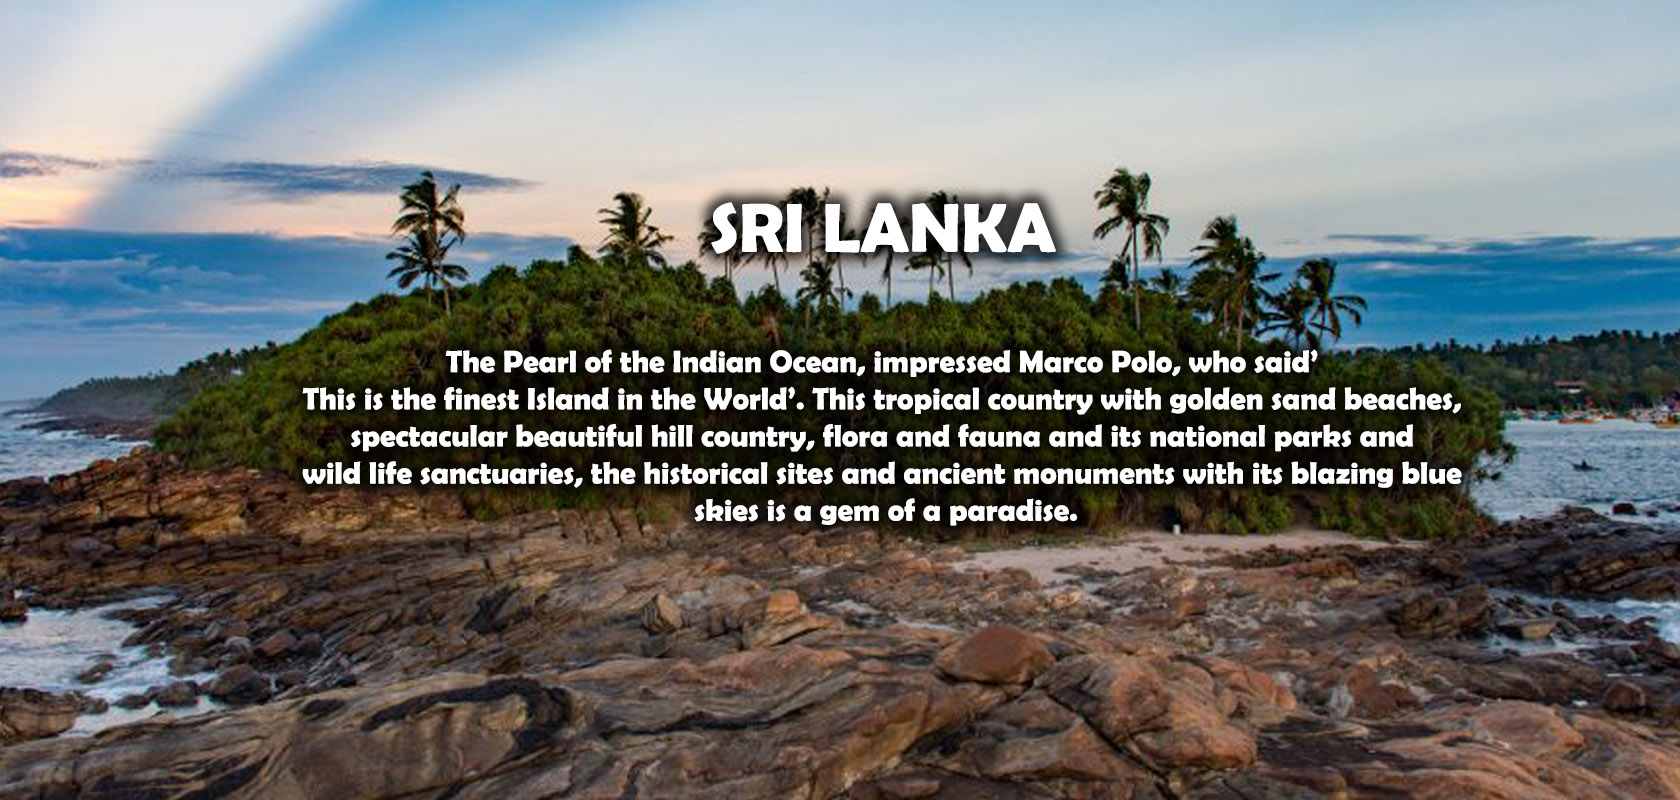 SRI LANKA
The Pearl of the Indian Ocean, impressed Marco Polo, who said’
This is the finest Island in the World’. This tropical country with golden sand beaches,
spectacular beautiful hill country, flora and fauna and its national parks and
wild life sanctuaries, the historical sites and ancient monuments with its blazing blue
skies is a gem of a paradise.